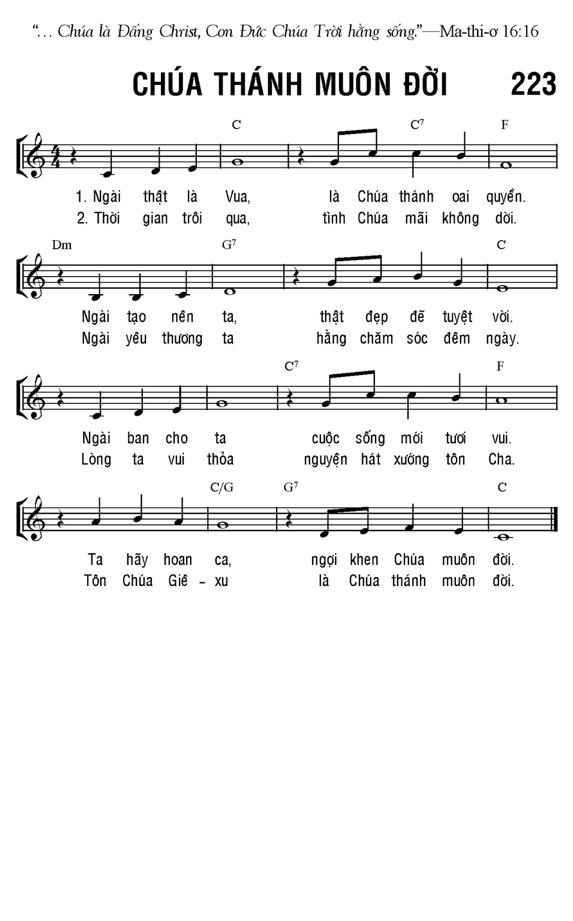 “… Chúa là Đấng Christ, Con Đức Chúa Trời hằng sống.”—Ma-thi-ơ 16:16
CHÚA THÁNH MUÔN ĐỜI 223
C C7 F
4/4
1. Ngài thật là Vua, là Chúa thánh oai quyền.
2. Thời gian trôi qua, tình Chúa mãi không dời.
Dm G7 C
Ngài tạo nên ta, thật đẹp đẽ tuyệt vời.
Ngài yêu thương ta hằng chăm sóc đêm ngày.
C7 F
Ngài ban cho ta cuộc sống mới tươi vui.
Lòng ta vui thỏa nguyện hát xướng tôn Cha.
C/G G7 C
Ta hãy hoan ca, ngợi khen Chúa muôn đời.
Tôn Chúa Giê – xu là Chúa thánh muôn đời.